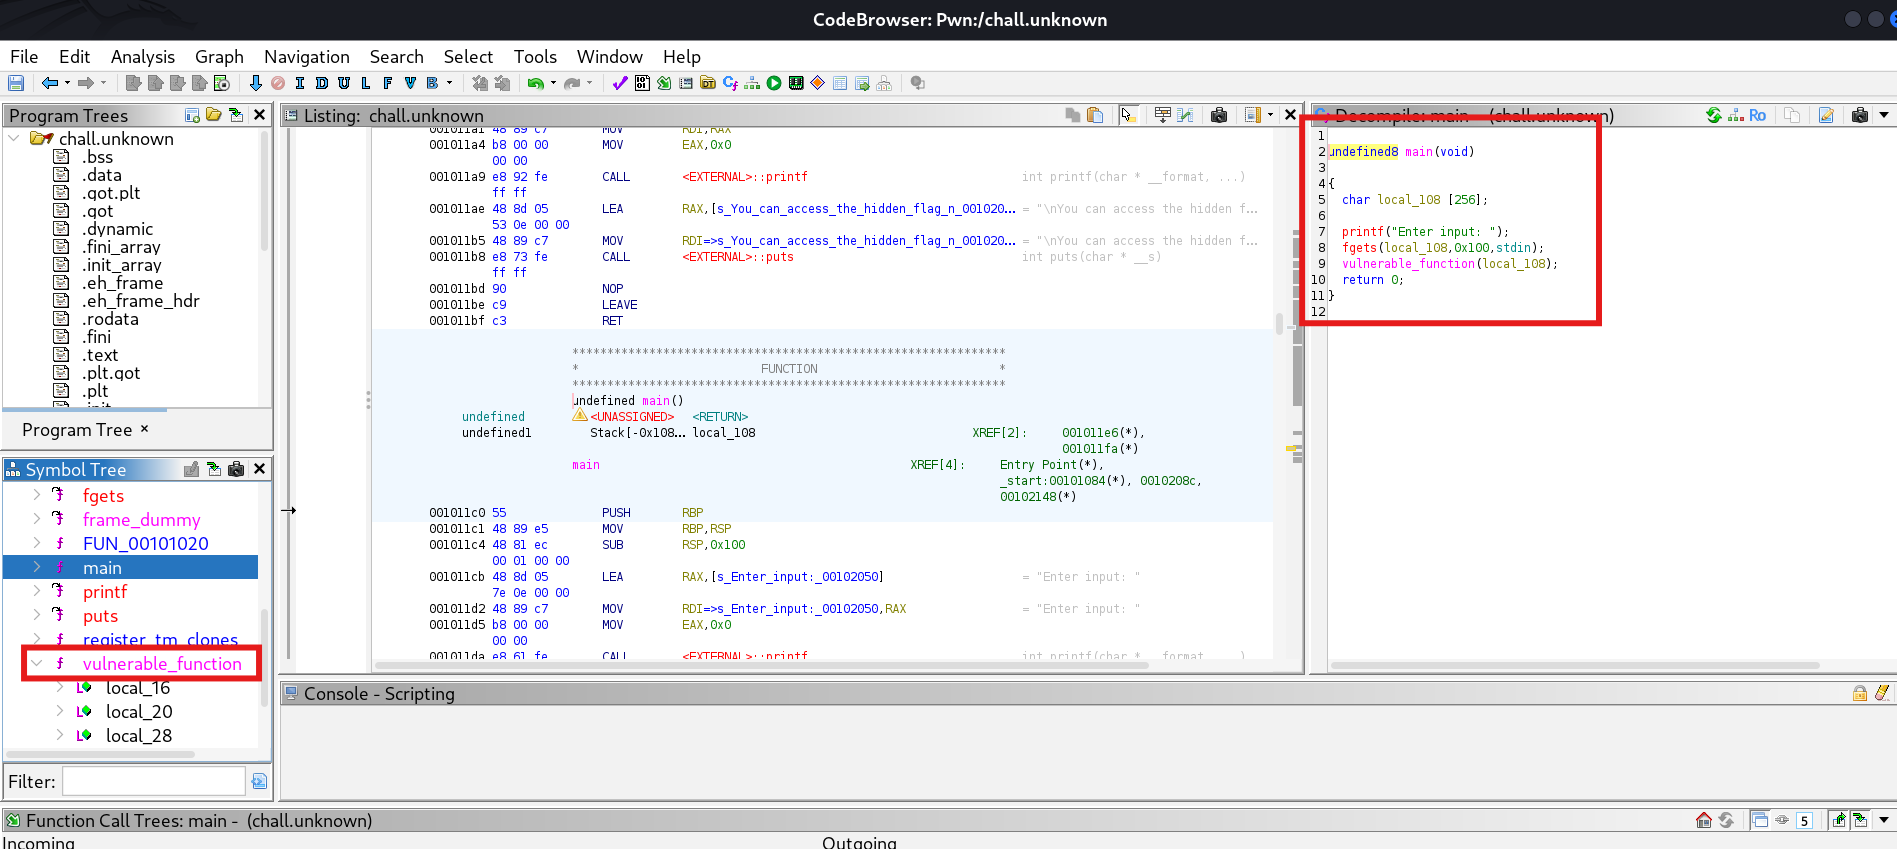 CodeBrowser: Pwn:/chall.unknown
File Edit Analysis Graph Navigation Search Select Tools Window Help
I D U L F V B
Program Trees
chall.unknown
.bss
.data
.got.plt
.got
.dynamic
.fini_array
.init_array
.eh_frame
.eh_frame_hdr
.rodata
.fini
.text
.plt.got
.plt
.init
Program Tree ×
Symbol Tree
fgets
frame_dummy
FUN_00101020
main
printf
puts
register_tm_clones
vulnerable_function
local_16
local_20
local_28
Filter:
Listing: chall.unknown
001011a1 48 89 c7 MOV RDI,RAX
001011a4 b8 00 00 MOV EAX,0x0
00 00
001011a9 e8 92 fe CALL <EXTERNAL>::printf int printf(char * __format, ...)
ff ff
001011ae 48 8d 05 LEA RAX,[s_You_can_access_the_hidden_flag_n_001020... = "\nYou can access the hidden f...
53 0e 00 00
001011b5 48 89 c7 MOV RDI=>s_You_can_access_the_hidden_flag_n_001020... = "\nYou can access the hidden f...
001011b8 e8 73 fe CALL <EXTERNAL>::puts int puts(char * __s)
ff ff
001011bd 90 NOP
001011be c9 LEAVE
001011bf c3 RET
**************************************************************
* FUNCTION *
**************************************************************
undefined main()
undefined <UNASSIGNED> <RETURN>
undefined1 Stack[-0x108... local_108 XREF[2]: 001011e6(*),
001011fa(*)
main XREF[4]: Entry Point(*),
_start:00101084(*), 0010208c,
00102148(*)
001011c0 55 PUSH RBP
001011c1 48 89 e5 MOV RBP,RSP
001011c4 48 81 ec SUB RSP,0x100
00 01 00 00
001011cb 48 8d 05 LEA RAX,[s_Enter_input:_00102050] = "Enter input: "
7e 0e 00 00
001011d2 48 89 c7 MOV RDI=>s_Enter_input:_00102050,RAX = "Enter input: "
001011d5 b8 00 00 MOV EAX,0x0
00 00
001011da e8 61 fe CALL <EXTERNAL>::printf int printf(char * __format, ...)
Decompile: main - (chall.unknown)
Ro
1
2 undefined8 main(void)
3
4 {
5 char local_108 [256];
6
7 printf("Enter input: ");
8 fgets(local_108,0x100,stdin);
9 vulnerable_function(local_108);
10 return 0;
11 }
12
Console - Scripting
Function Call Trees: main - (chall.unknown)
5
Incoming
Outgoing